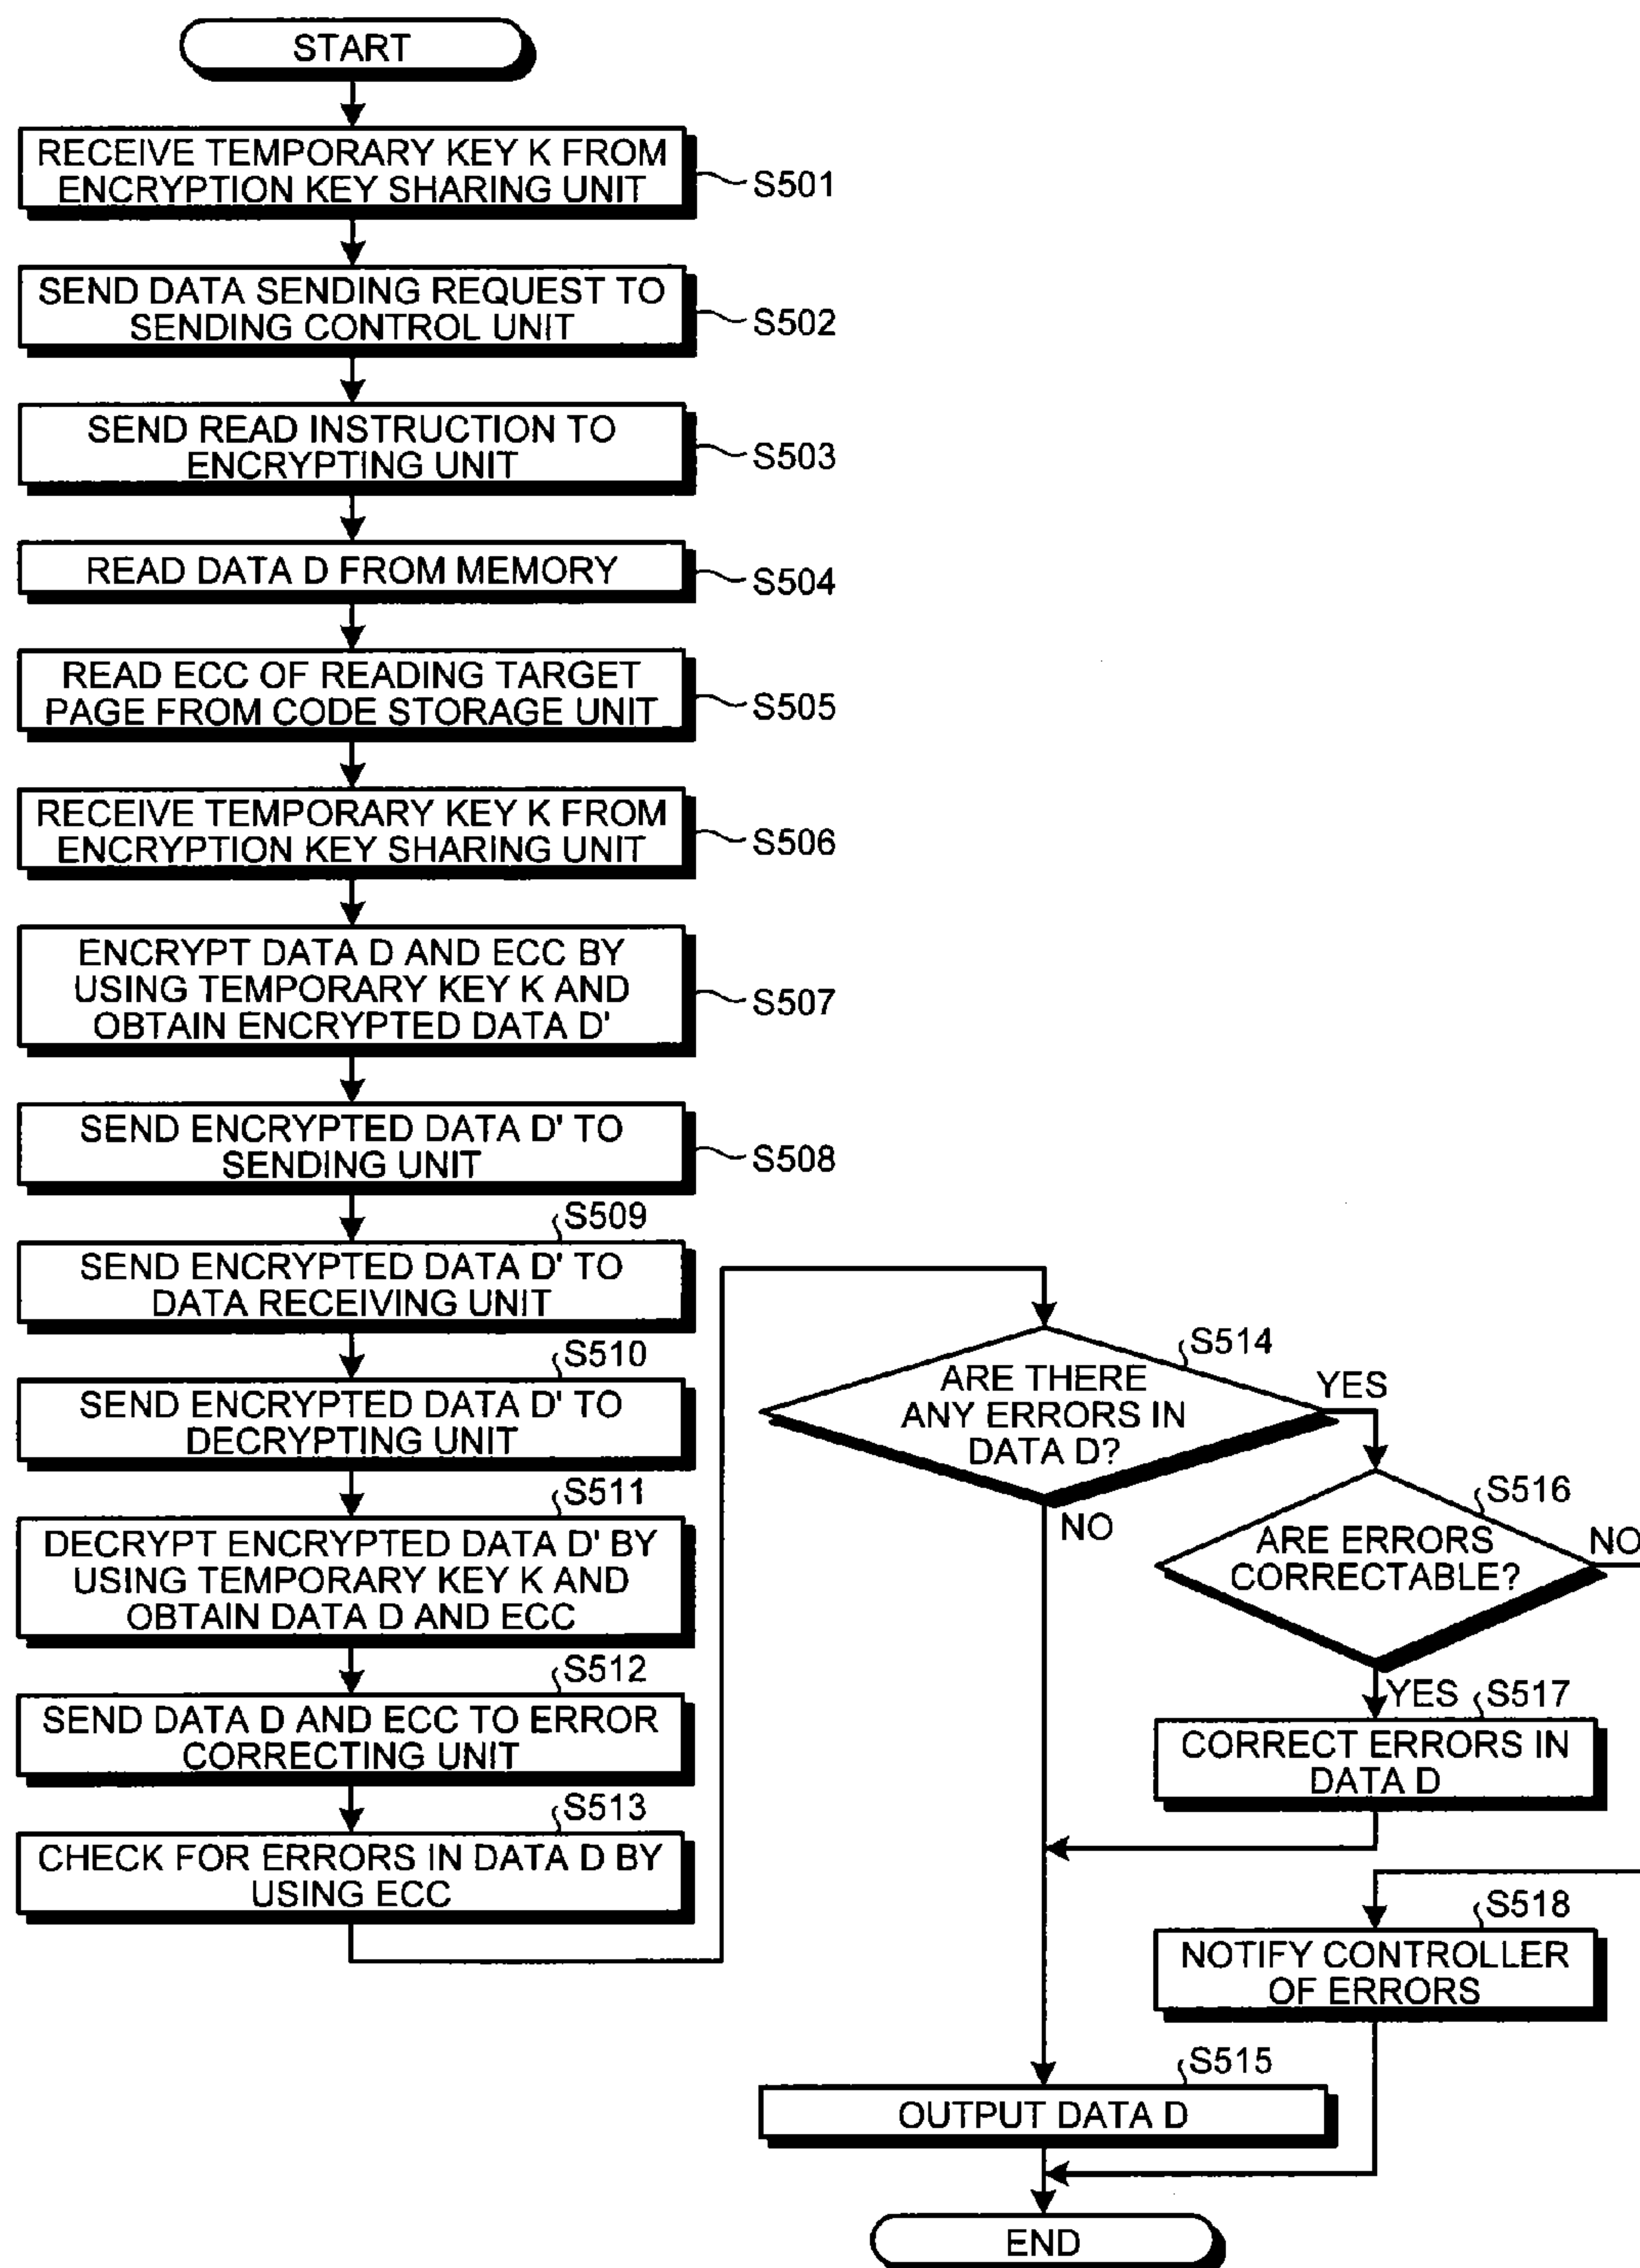 START
RECEIVE TEMPORARY KEY K FROM
ENCRYPTION KEY SHARING UNIT
S501
SEND DATA SENDING REQUEST TO
SENDING CONTROL UNIT
S502
SEND READ INSTRUCTION TO
ENCRYPTING UNIT
S503
READ DATA D FROM MEMORY
S504
READ ECC OF READING TARGET
PAGE FROM CODE STORAGE UNIT
S505
RECEIVE TEMPORARY KEY K FROM
ENCRYPTION KEY SHARING UNIT
S506
ENCRYPT DATA D AND ECC BY
USING TEMPORARY KEY K AND
OBTAIN ENCRYPTED DATA D'
S507
SEND ENCRYPTED DATA D' TO
SENDING UNIT
S508
S509
SEND ENCRYPTED DATA D' TO
DATA RECEIVING UNIT
S510
SEND ENCRYPTED DATA D' TO
DECRYPTING UNIT
S511
DECRYPT ENCRYPTED DATA D' BY
USING TEMPORARY KEY K AND
OBTAIN DATA D AND ECC
S512
SEND DATA D AND ECC TO ERROR
CORRECTING UNIT
S513
CHECK FOR ERRORS IN DATA D BY
USING ECC
S514
ARE THERE
ANY ERRORS IN
DATA D?
YES
NO
S516
ARE ERRORS
CORRECTABLE?
NO
YES
S517
CORRECT ERRORS IN
DATA D
S518
NOTIFY CONTROLLER
OF ERRORS
S515
OUTPUT DATA D
END